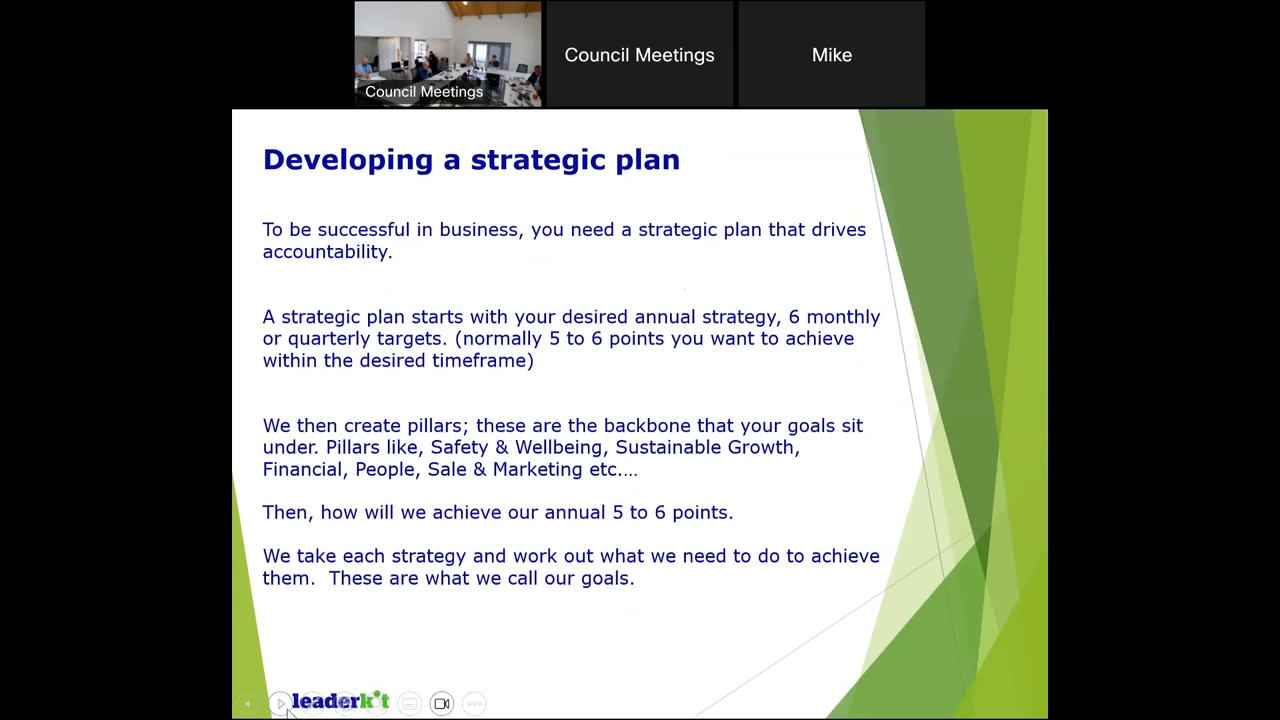 Council Meetings
Council Meetings
Mike
Developing a strategic plan
To be successful in business, you need a strategic plan that drives
accountability.
A strategic plan starts with your desired annual strategy, 6 monthly
or quarterly targets. (normally 5 to 6 points you want to achieve
within the desired timeframe)
We then create pillars; these are the backbone that your goals sit
under. Pillars like, Safety & Wellbeing, Sustainable Growth,
Financial, People, Sale & Marketing etc.…
Then, how will we achieve our annual 5 to 6 points.
We take each strategy and work out what we need to do to achieve
them.  These are what we call our goals.
leaderkit